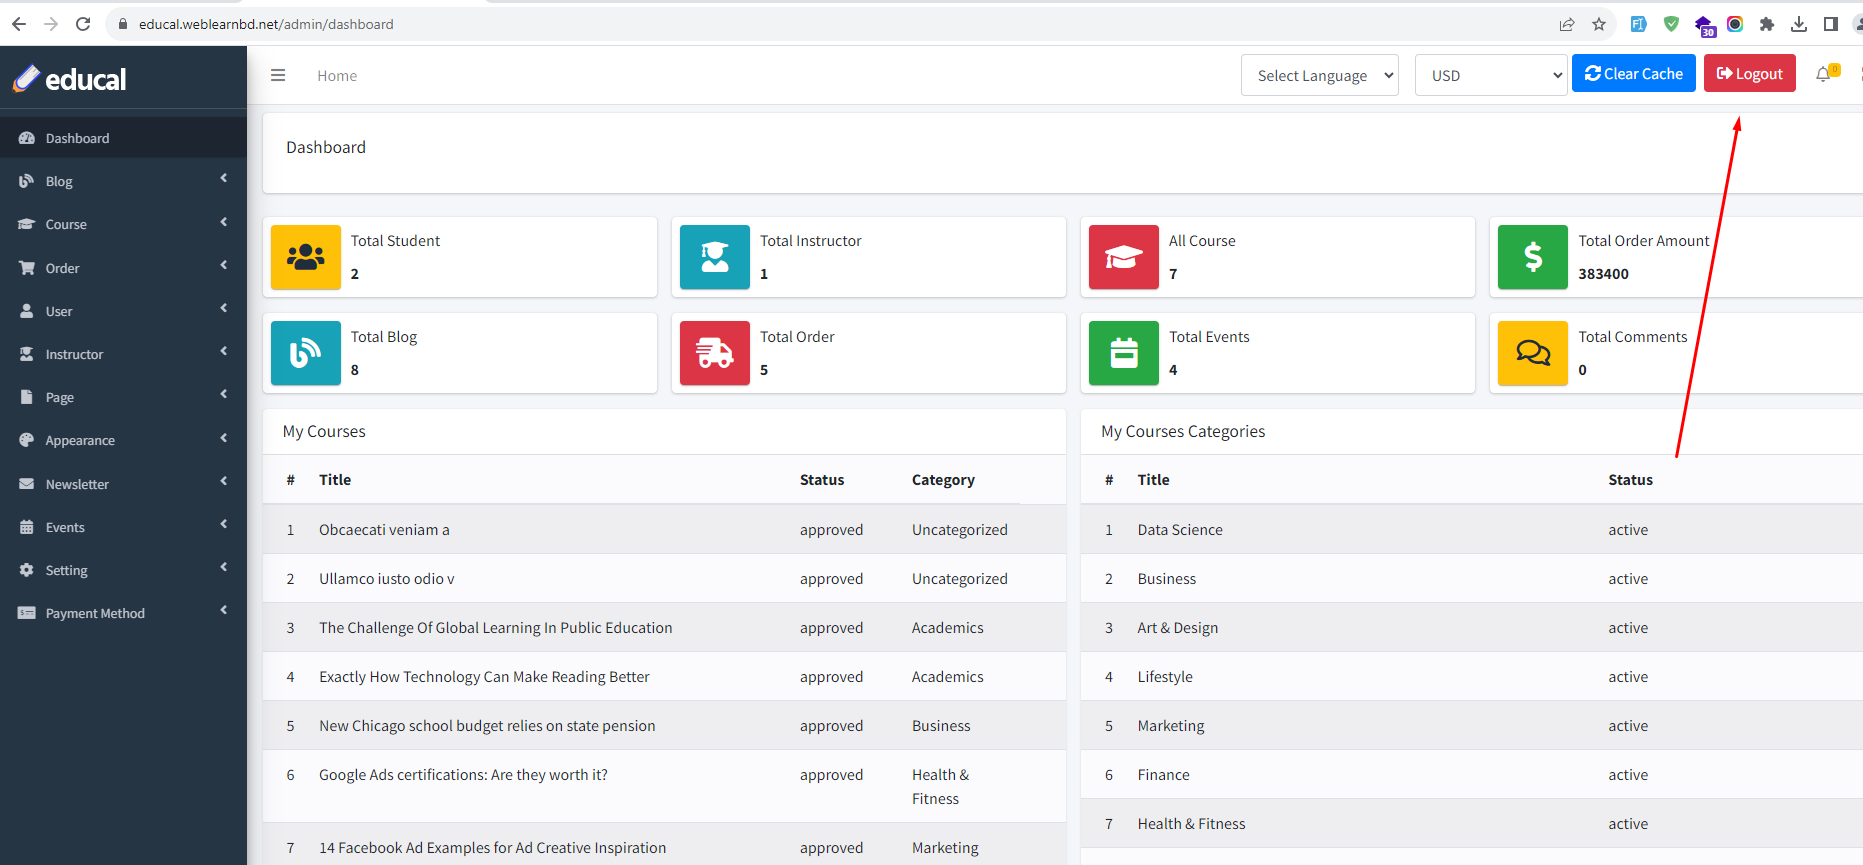 educal.weblearnbd.net/admin/dashboard
30
educal
Home
Select Language
USD
Clear Cache
Logout
0
Dashboard
Blog
Course
Order
User
Instructor
Page
Appearance
Newsletter
Events
Setting
Payment Method
Dashboard
Total Student
2
Total Instructor
1
All Course
7
Total Order Amount
383400
Total Blog
8
Total Order
5
Total Events
4
Total Comments
0
My Courses
# Title Status Category
1 Obcaecati veniam a approved Uncategorized
2 Ullamco iusto odio v approved Uncategorized
3 The Challenge Of Global Learning In Public Education approved Academics
4 Exactly How Technology Can Make Reading Better approved Academics
5 New Chicago school budget relies on state pension approved Business
6 Google Ads certifications: Are they worth it? approved Health &
Fitness
7 14 Facebook Ad Examples for Ad Creative Inspiration approved Marketing
My Courses Categories
# Title Status
1 Data Science active
2 Business active
3 Art & Design active
4 Lifestyle active
5 Marketing active
6 Finance active
7 Health & Fitness active